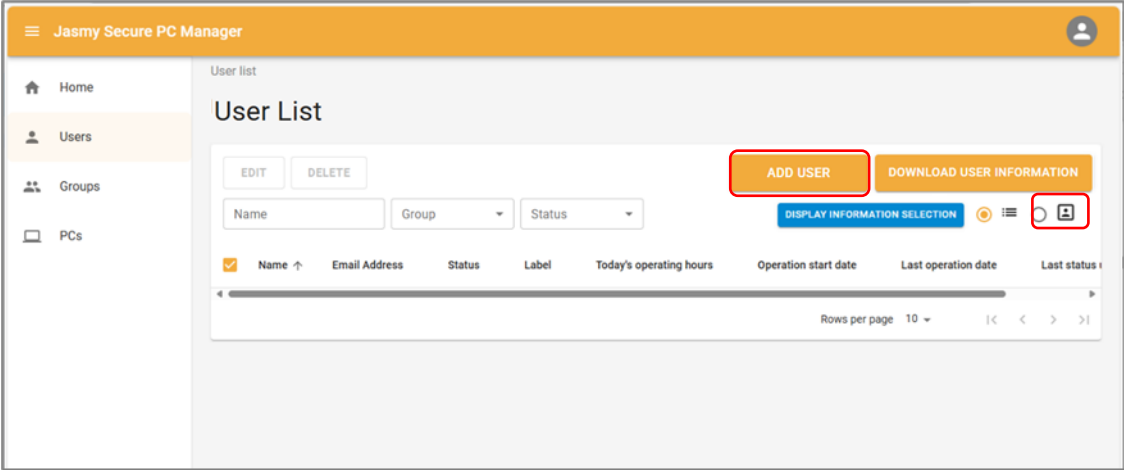 Jasmy Secure PC Manager
Home
Users
Groups
PCs
User list
User List
EDIT DELETE ADD USER DOWNLOAD USER INFORMATION
Name Group Status DISPLAY INFORMATION SELECTION
Name Email Address Status Label Today's operating hours Operation start date Last operation date Last status
Rows per page 10